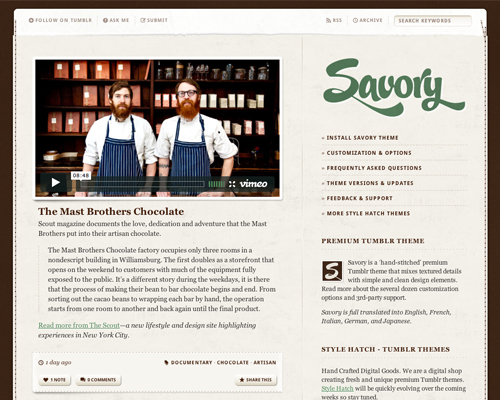 FOLLOW ON TUMBLR
ASK ME
SUBMIT
RSS
ARCHIVE
SEARCH KEYWORDS
08:48
vimeo
The Mast Brothers Chocolate
Scout magazine documents the love, dedication and adventure that the Mast
Brothers put into their artisan chocolate.
The Mast Brothers Chocolate factory occupies only three rooms in a
nondescript building in Williamsburg. The first doubles as a storefront that
opens on the weekend to customers with much of the equipment fully
exposed to the public. It's a different story during the weekdays, it is there
that the process of making their bean to bar chocolate begins and end. From
sorting out the cacao beans to wrapping each bar by hand, the operation
starts from one room to another and back again until the final product.
Read more from The Scout—a new lifestyle and design site highlighting
experiences in New York City.
1 day ago
DOCUMENTARY · CHOCOLATE · ARTISAN
1 NOTE
0 COMMENTS
SHARE THIS
Savory
» INSTALL SAVORY THEME
» CUSTOMIZATION & OPTIONS
» FREQUENTLY ASKED QUESTIONS
» THEME VERSIONS & UPDATES
» FEEDBACK & SUPPORT
» MORE STYLE HATCH THEMES
PREMIUM TUMBLR THEME
S
Savory is a 'hand-stitched' premium
Tumblr theme that mixes textured details
with simple and clean design elements.
Read more about the several dozen customization
options and 3rd-party support.
Savory is full translated into English, French,
Italian, German, and Japanese.
STYLE HATCH - TUMBLR THEMES
Hand Crafted Digital Goods. We are a digital shop
creating fresh and unique premium Tumblr themes.
Style Hatch will be quickly evolving over the coming
weeks so stay tuned.